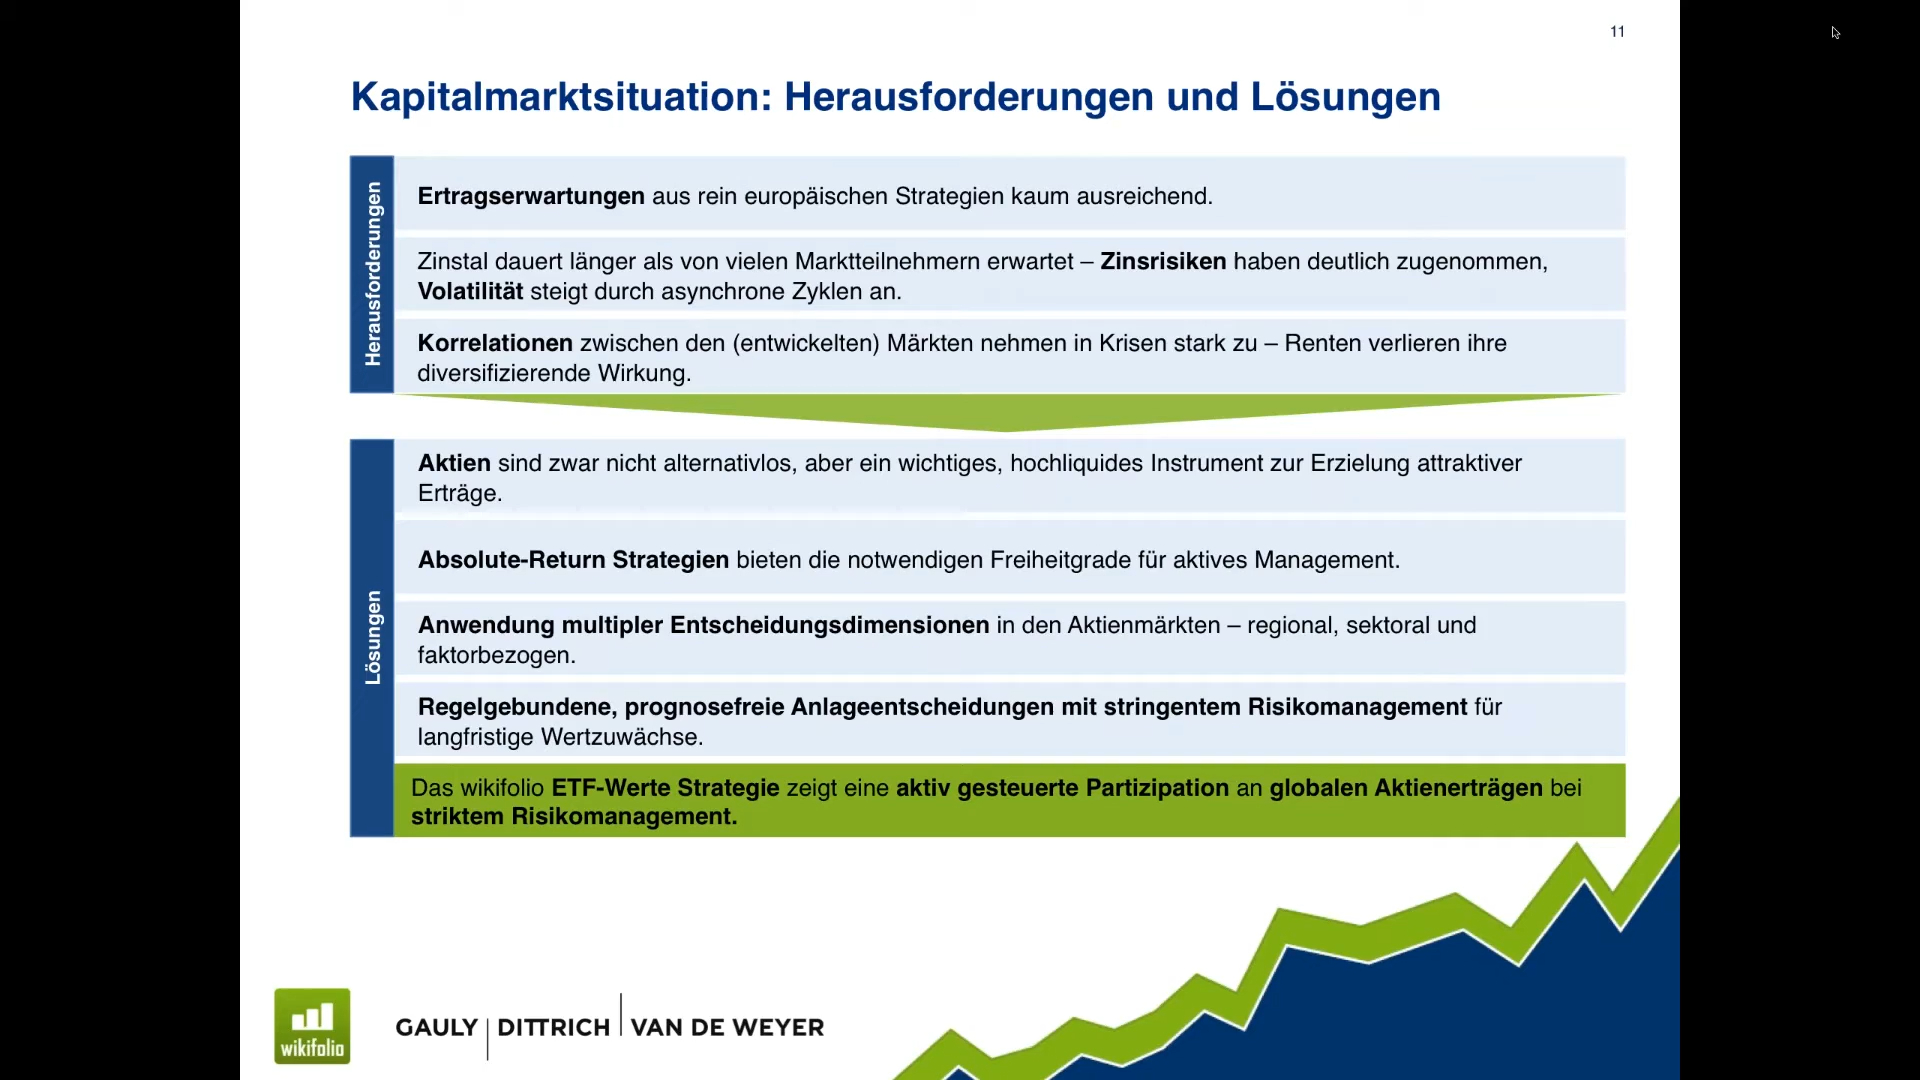 11
Kapitalmarktsituation: Herausforderungen und Lösungen
Herausforderungen
Ertragserwartungen aus rein europäischen Strategien kaum ausreichend.
Zinstal dauert länger als von vielen Marktteilnehmern erwartet – Zinsrisiken haben deutlich zugenommen,
Volatilität steigt durch asynchrone Zyklen an.
Korrelationen zwischen den (entwickelten) Märkten nehmen in Krisen stark zu – Renten verlieren ihre
diversifizierende Wirkung.
Lösungen
Aktien sind zwar nicht alternativlos, aber ein wichtiges, hochliquides Instrument zur Erzielung attraktiver
Erträge.
Absolute-Return Strategien bieten die notwendigen Freiheitgrade für aktives Management.
Anwendung multipler Entscheidungsdimensionen in den Aktienmärkten – regional, sektoral und
faktorbezogen.
Regelgebundene, prognosefreie Anlageentscheidungen mit stringentem Risikomanagement für
langfristige Wertzuwächse.
Das wikifolio ETF-Werte Strategie zeigt eine aktiv gesteuerte Partizipation an globalen Aktienerträgen bei
striktem Risikomanagement.
wikifolio
GAULY | DITTRICH | VAN DE WEYER